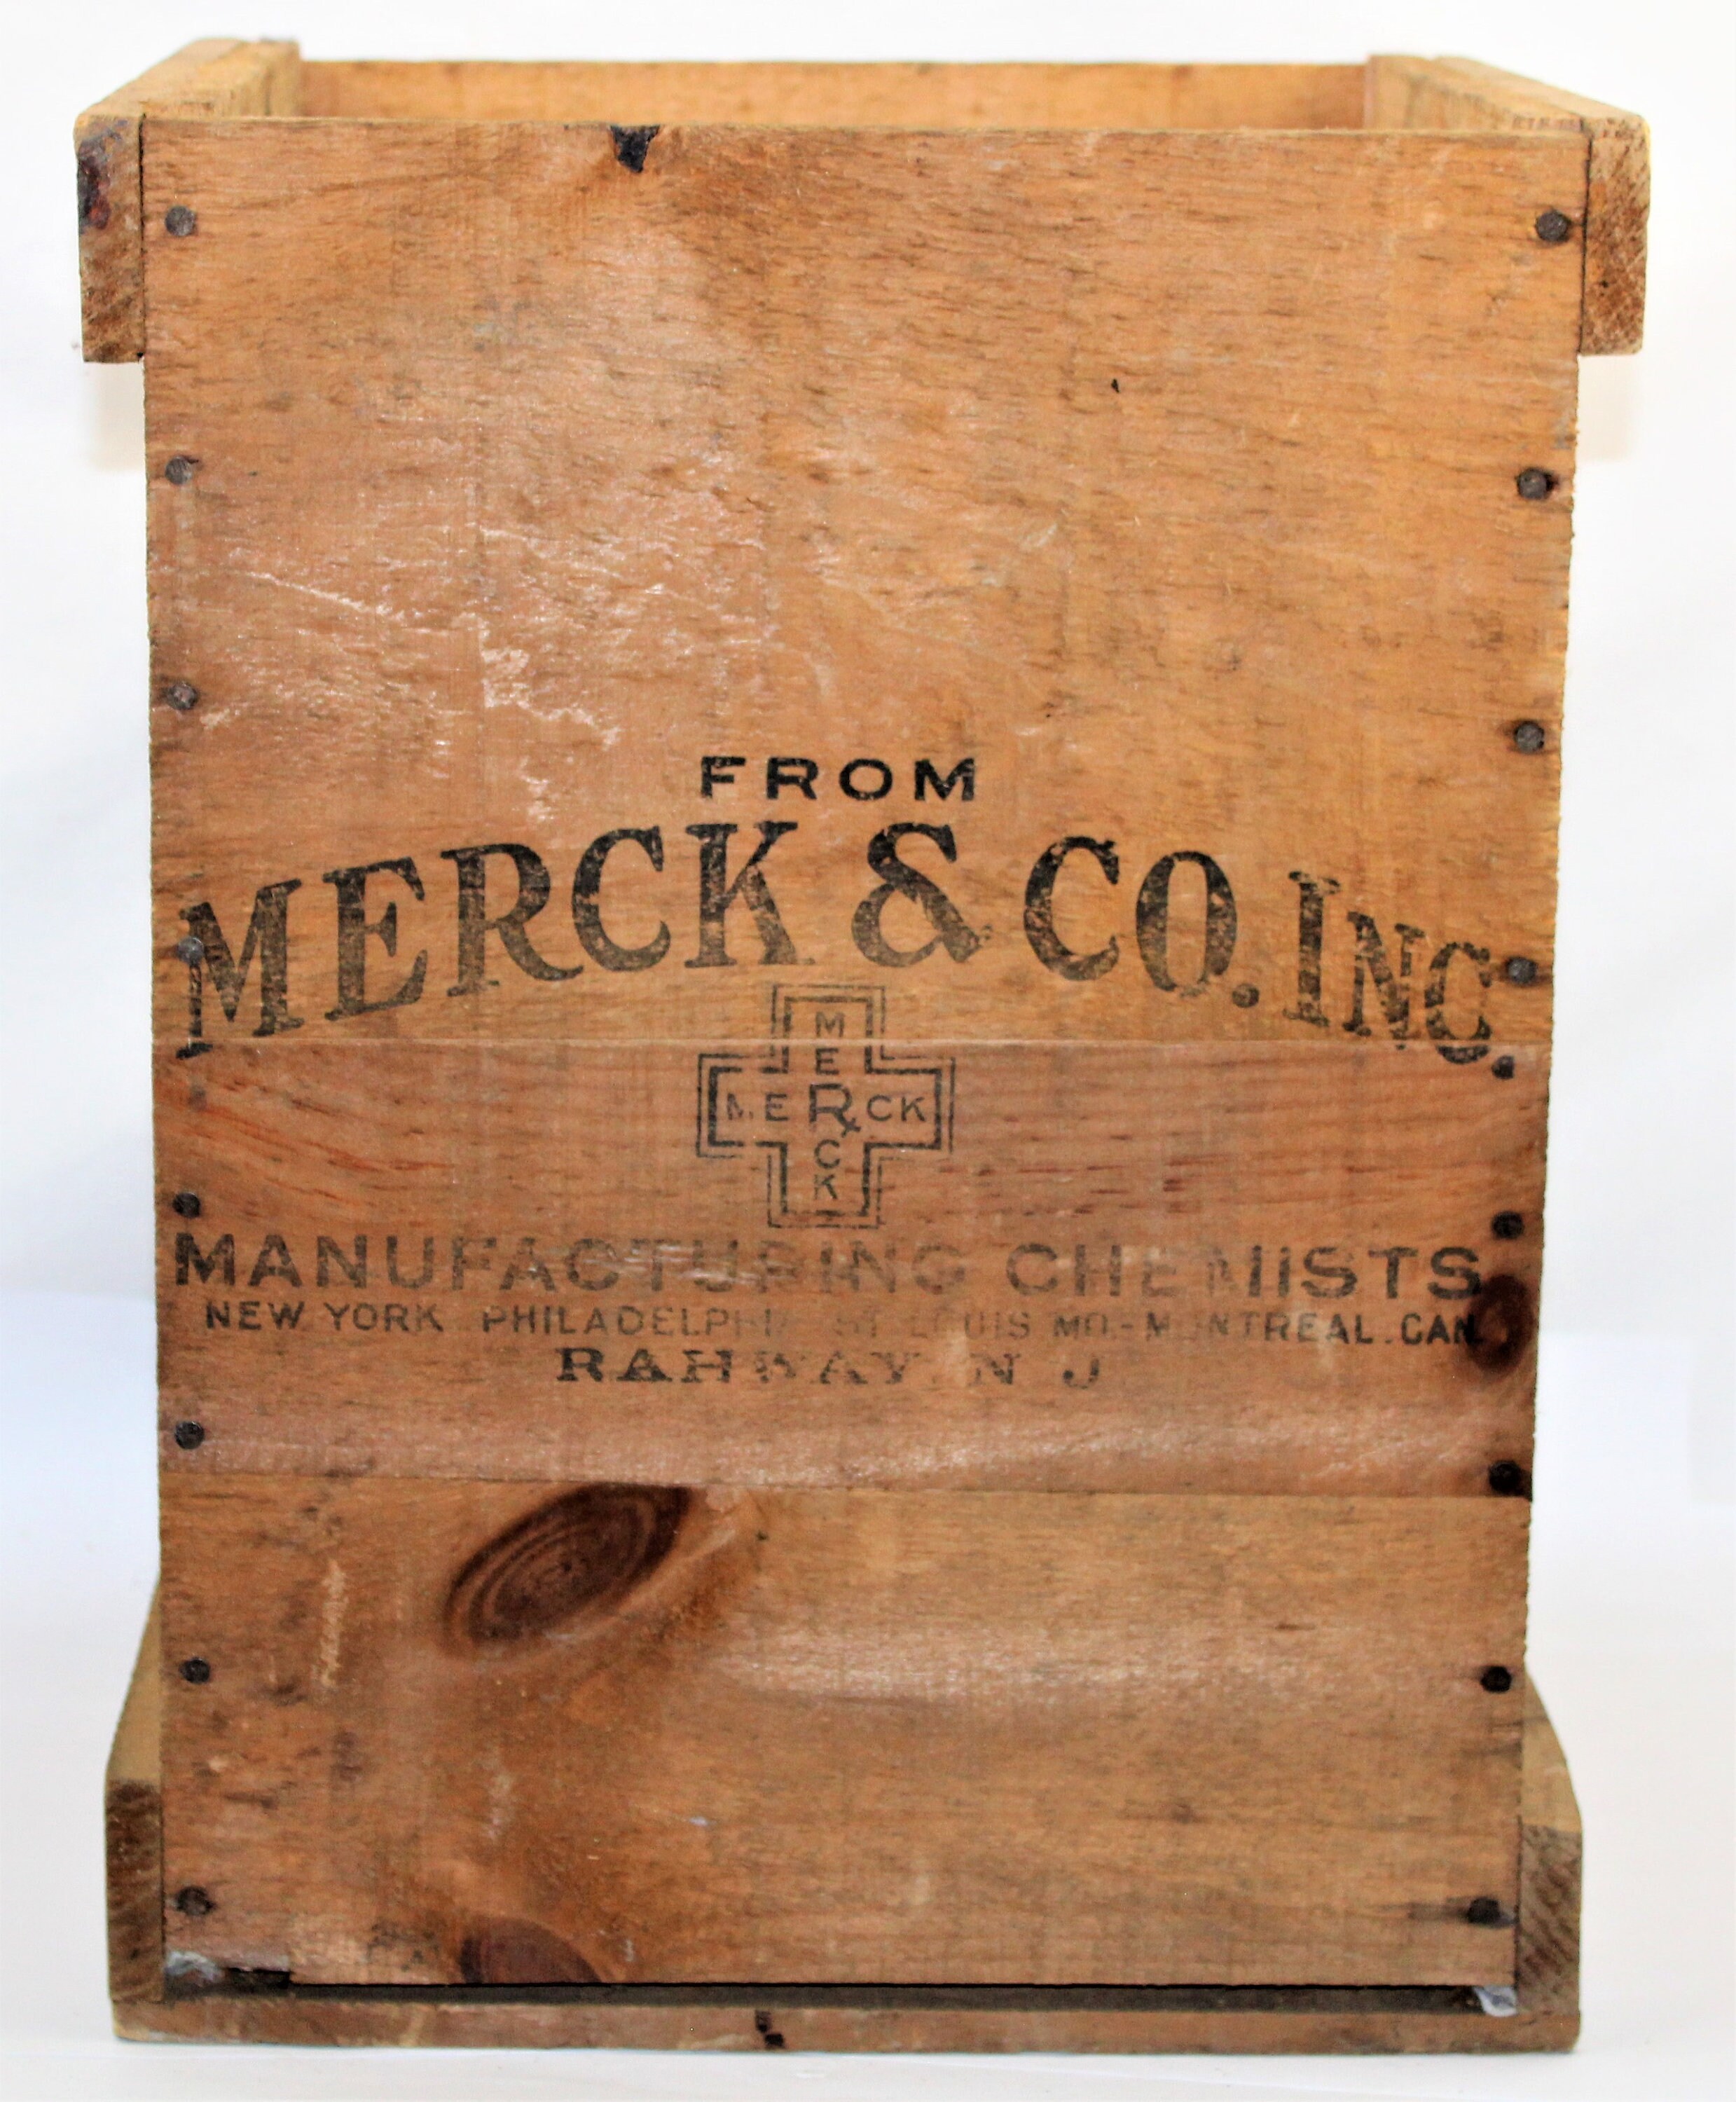 FROM
MERCK & CO. INC.
MERCK
MERCK
MANUFACTURING CHEMISTS
NEW YORK PHILADELPHIA ST LOUIS MO.-MONTREAL.CAN.
RAHWAY. N J